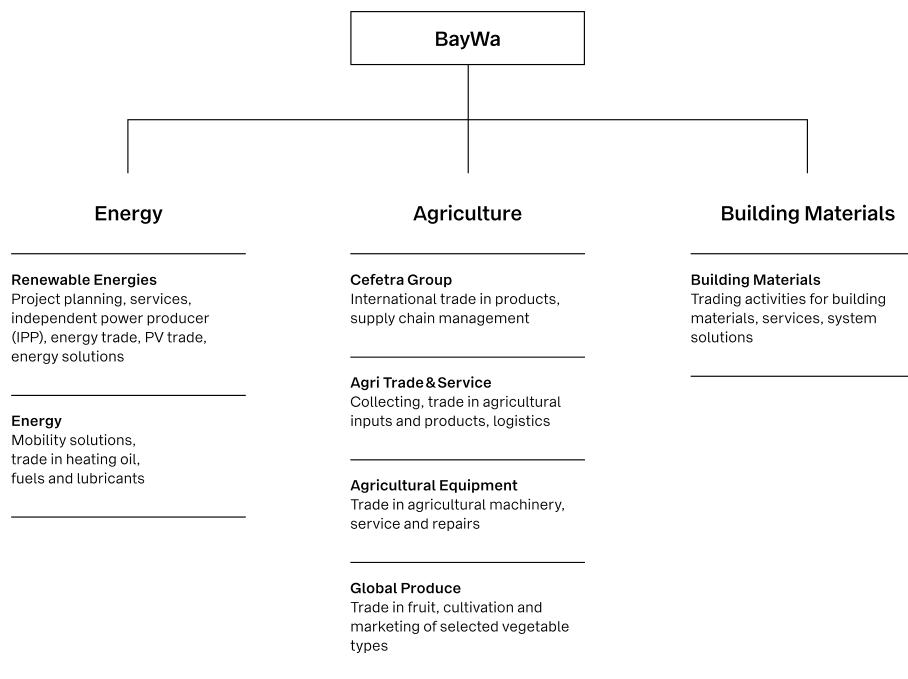 BayWa
Energy
Renewable Energies
Project planning, services,
independent power producer
(IPP), energy trade, PV trade,
energy solutions
Energy
Mobility solutions,
trade in heating oil,
fuels and lubricants
Agriculture
Cefetra Group
International trade in products,
supply chain management
Agri Trade & Service
Collecting, trade in agricultural
inputs and products, logistics
Agricultural Equipment
Trade in agricultural machinery,
service and repairs
Global Produce
Trade in fruit, cultivation and
marketing of selected vegetable
types
Building Materials
Building Materials
Trading activities for building
materials, services, system
solutions